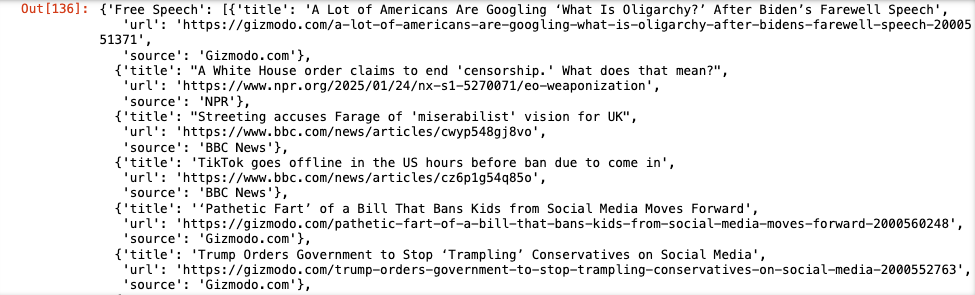 Out[136]: {'Free Speech': [{'title': 'A Lot of Americans Are Googling ‘What Is Oligarchy?’ After Biden’s Farewell Speech',
'url': 'https://gizmodo.com/a-lot-of-americans-are-googling-what-is-oligarchy-after-bidens-farewell-speech-20005
51371',
'source': 'Gizmodo.com'},
{'title': "A White House order claims to end 'censorship.' What does that mean?",
'url': 'https://www.npr.org/2025/01/24/nx-s1-5270071/eo-weaponization',
'source': 'NPR'},
{'title': "Streeting accuses Farage of 'miserabilist' vision for UK",
'url': 'https://www.bbc.com/news/articles/cwyp548gj8vo',
'source': 'BBC News'},
{'title': 'TikTok goes offline in the US hours before ban due to come in',
'url': 'https://www.bbc.com/news/articles/cz6p1g54q85o',
'source': 'BBC News'},
{'title': '‘Pathetic Fart’ of a Bill That Bans Kids from Social Media Moves Forward',
'url': 'https://gizmodo.com/pathetic-fart-of-a-bill-that-bans-kids-from-social-media-moves-forward-2000560248',
'source': 'Gizmodo.com'},
{'title': 'Trump Orders Government to Stop ‘Trampling’ Conservatives on Social Media',
'url': 'https://gizmodo.com/trump-orders-government-to-stop-trampling-conservatives-on-social-media-2000552763',
'source': 'Gizmodo.com'},